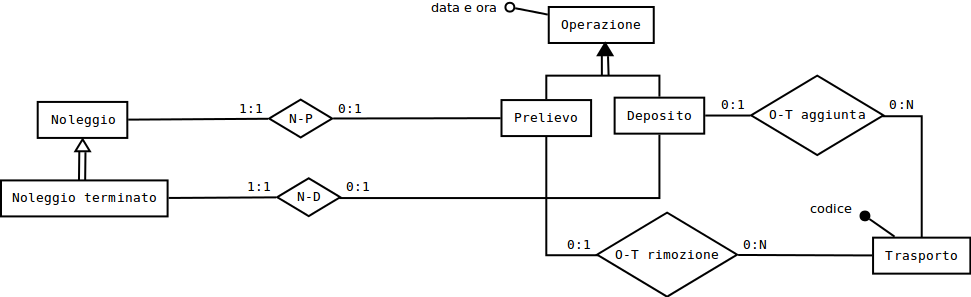 data e ora
Operazione
Noleggio
1:1
N-P
0:1
Prelievo
Deposito
0:1
O-T aggiunta
0:N
Noleggio terminato
1:1
N-D
0:1
codice
0:1
O-T rimozione
0:N
Trasporto